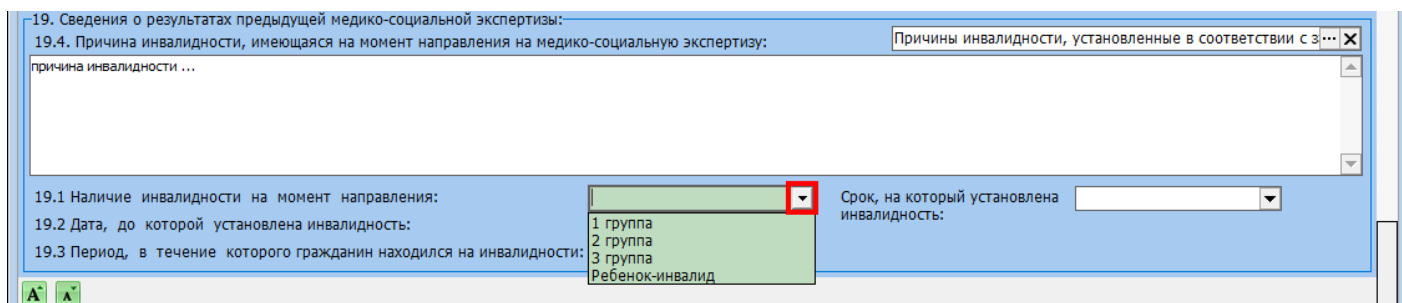 19. Сведения о результатах предыдущей медико-социальной экспертизы:
19.4. Причина инвалидности, имеющаяся на момент направления на медико-социальную экспертизу:
Причины инвалидности, установленные в соответствии с з
причина инвалидности ...
19.1 Наличие инвалидности на момент направления:
Срок, на который установлена
инвалидность:
19.2 Дата, до которой установлена инвалидность:
19.3 Период, в течение которого гражданин находился на инвалидности:
1 группа
2 группа
3 группа
Ребенок-инвалид
A A